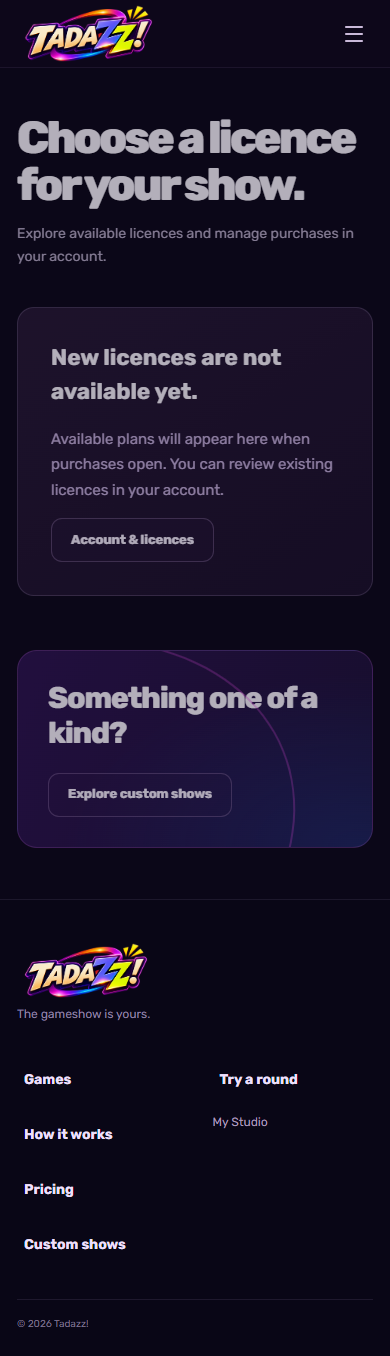 TADAZZ!
Choose a licence
for your show.
Explore available licences and manage purchases in
your account.
New licences are not
available yet.
Available plans will appear here when
purchases open. You can review existing
licences in your account.
Account & licences
Something one of a
kind?
Explore custom shows
TADAZZ!
The gameshow is yours.
Games
Try a round
How it works
My Studio
Pricing
Custom shows
© 2026 Tadazz!